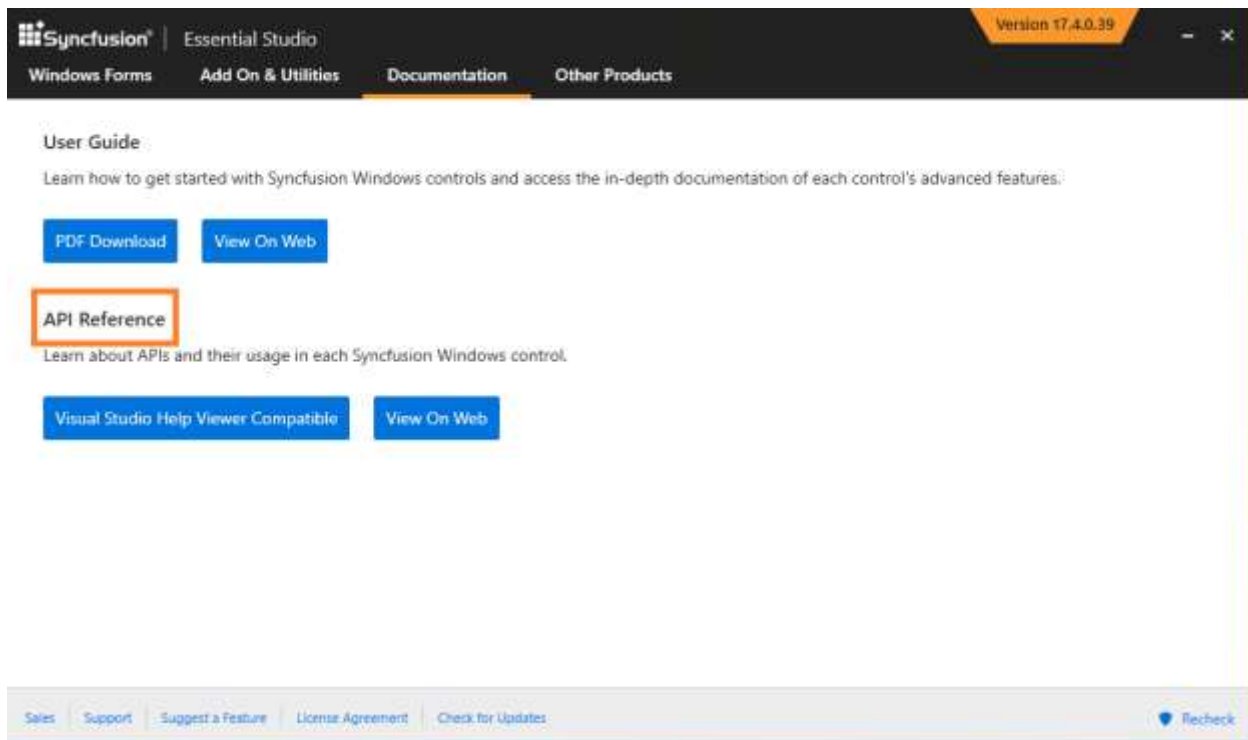 Syncfusion® | Essential Studio
Version 17.4.0.39
Windows Forms Add On & Utilities Documentation Other Products
User Guide
Learn how to get started with Syncfusion Windows controls and access the in-depth documentation of each control's advanced features.
PDF Download View On Web
API Reference
Learn about APIs and their usage in each Syncfusion Windows control.
Visual Studio Help Viewer Compatible View On Web
Sales Support Suggest a Feature License Agreement Check for Updates Recheck